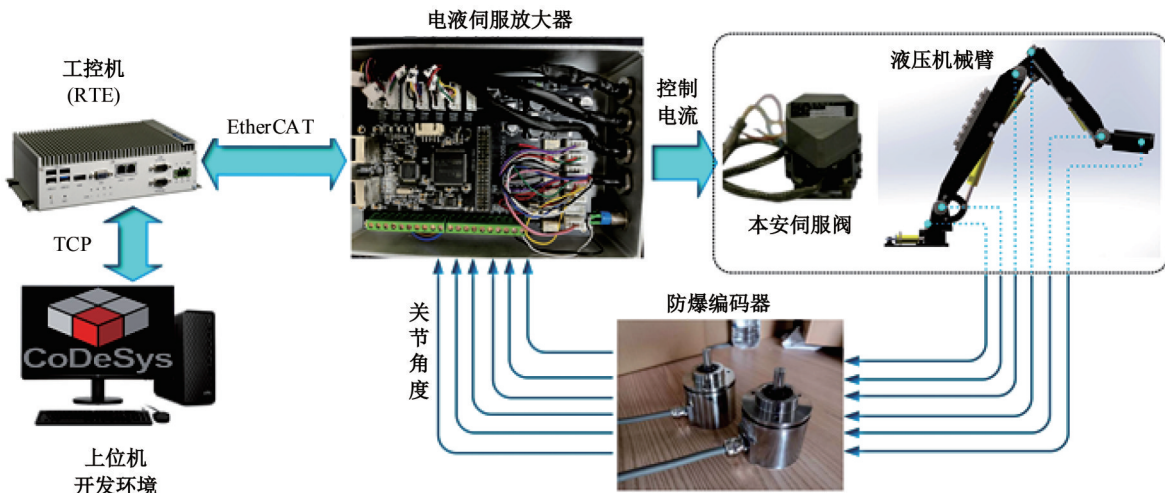 电液伺服放大器
工控机
(RTE)
EtherCAT
控制
电流
液压机械臂
本安伺服阀
TCP
CoDeSys
关
节
角
度
防爆编码器
上位机
开发环境